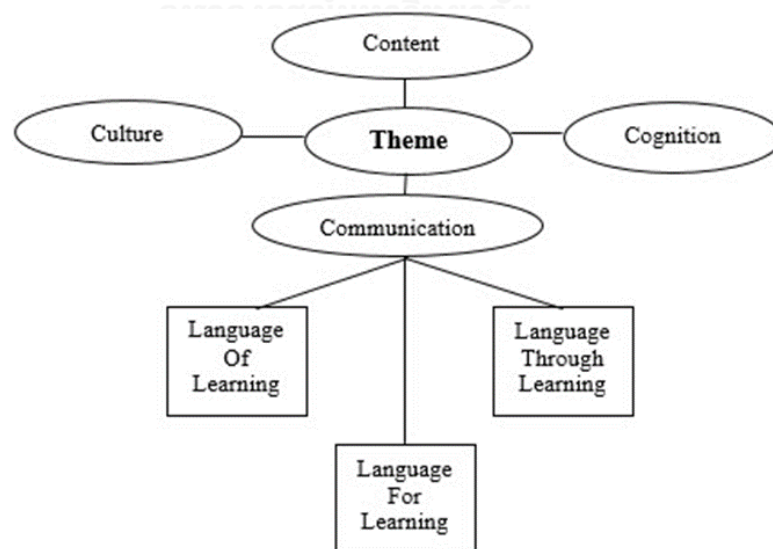 Content
Culture
Theme
Cognition
Communication
Language
Of
Learning
Language
Through
Learning
Language
For
Learning